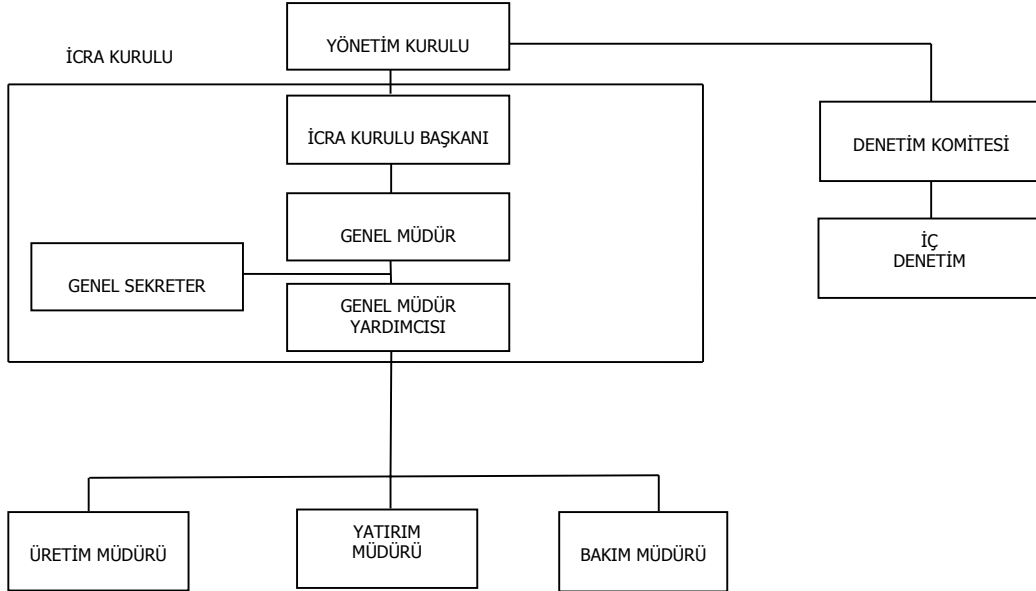 YÖNETİM KURULU
İCRA KURULU
İCRA KURULU BAŞKANI
DENETİM KOMİTESİ
GENEL MÜDÜR
İÇ
DENETİM
GENEL SEKRETER
GENEL MÜDÜR
YARDIMCISI
ÜRETİM MÜDÜRÜ
YATIRIM
MÜDÜRÜ
BAKIM MÜDÜRÜ